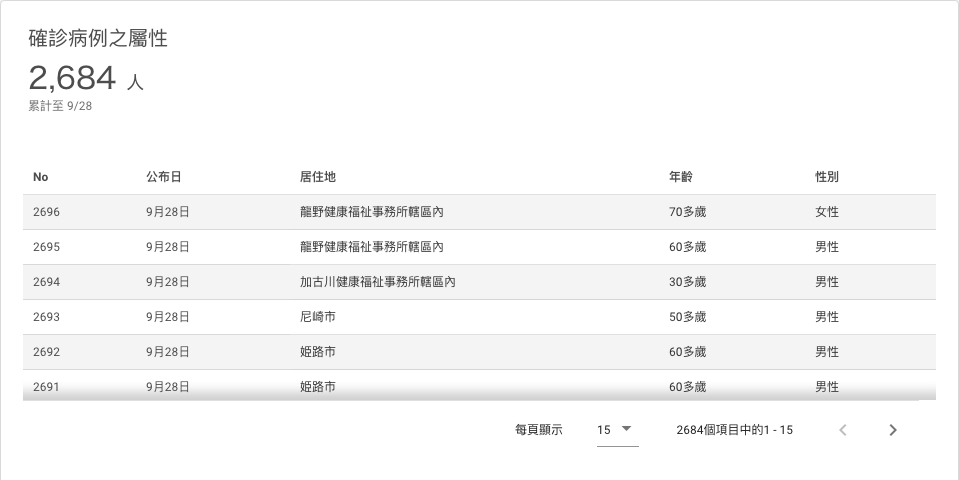 確診病例之屬性
2,684 人
累計至 9/28
No 公布日 居住地 年齡 性別
2696 9月28日 龍野健康福祉事務所轄區內 70多歲 女性
2695 9月28日 龍野健康福祉事務所轄區內 60多歲 男性
2694 9月28日 加古川健康福祉事務所轄區內 30多歲 男性
2693 9月28日 尼崎市 50多歲 男性
2692 9月28日 姫路市 60多歲 男性
2691 9月28日 姫路市 60多歲 男性
每頁顯示 15 2684個項目中的1 - 15